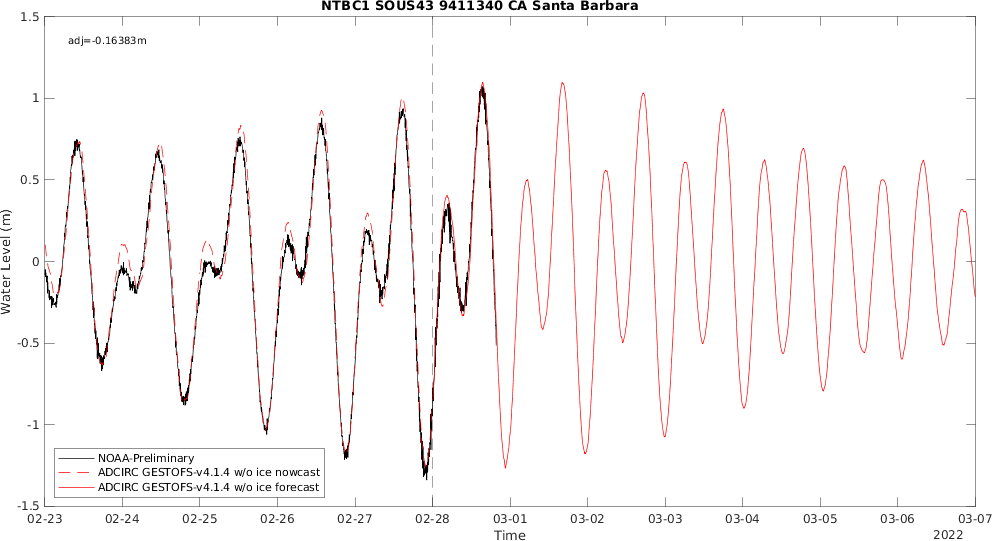 NTBC1 SOUS43 9411340 CA Santa Barbara
adj=-0.16383m
1.5
1
0.5
0
-0.5
-1
-1.5
Water Level (m)
NOAA-Preliminary
ADCIRC GESTOFS-v4.1.4 w/o ice nowcast
ADCIRC GESTOFS-v4.1.4 w/o ice forecast
02-23 02-24 02-25 02-26 02-27 02-28 03-01 03-02 03-03 03-04 03-05 03-06 03-07
Time
2022